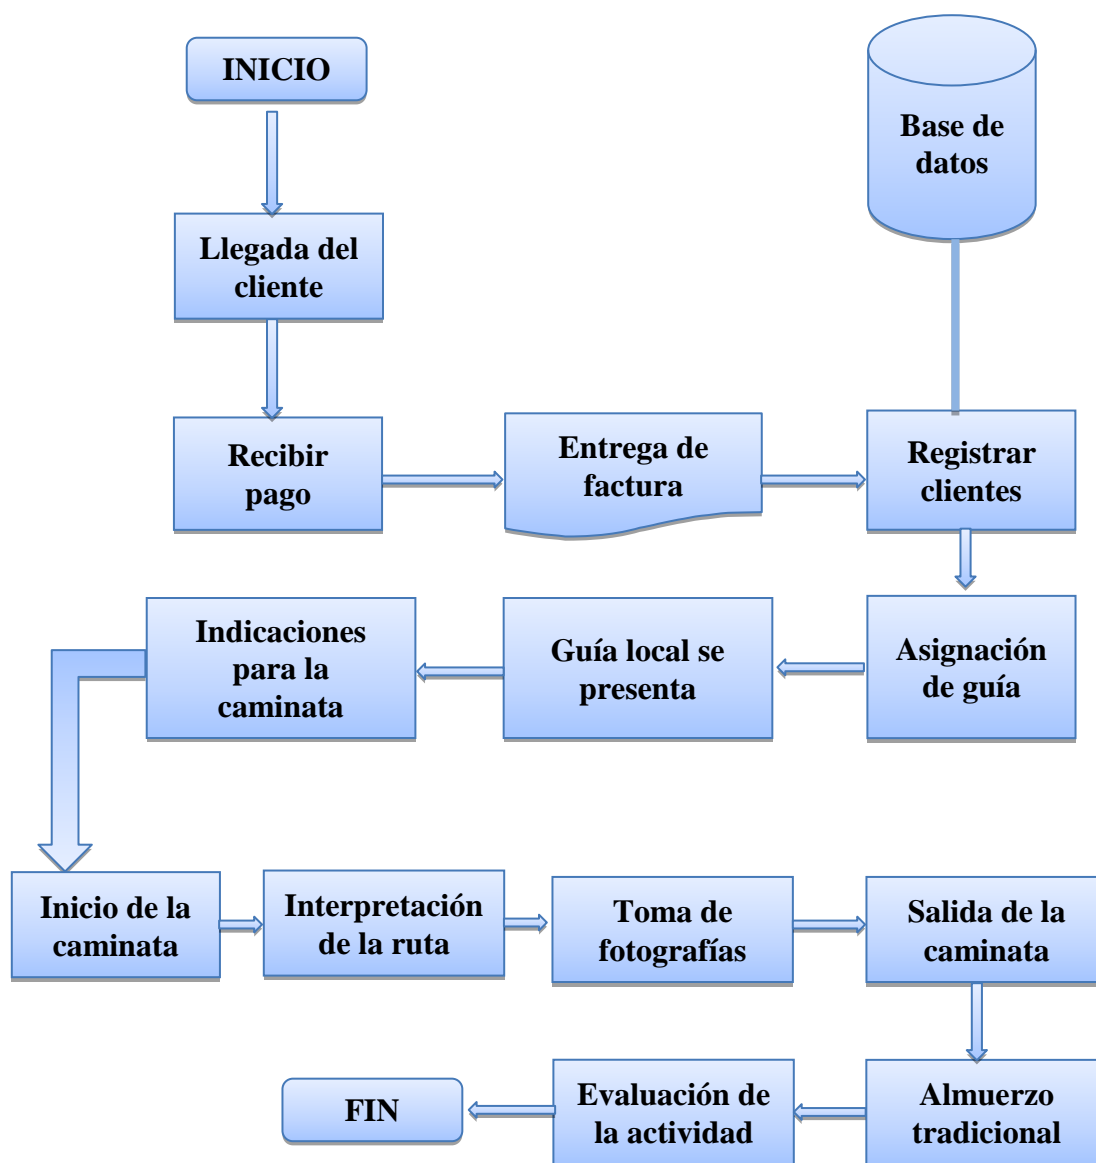 INICIO
Base de
datos
Llegada del
cliente
Recibir
pago
Entrega de
factura
Registrar
clientes
Asignación
de guía
Guía local se
presenta
Indicaciones
para la
caminata
Inicio de la
caminata
Interpretación
de la ruta
Toma de
fotografías
Salida de la
caminata
Almuerzo
tradicional
Evaluación de
la actividad
FIN